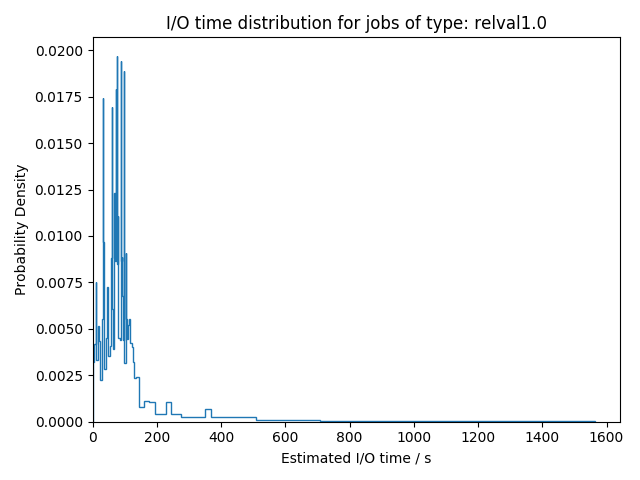 I/O time distribution for jobs of type: relval1.0
Probability Density
0.0200
0.0175
0.0150
0.0125
0.0100
0.0075
0.0050
0.0025
0.0000
0 200 400 600 800 1000 1200 1400 1600
Estimated I/O time / s